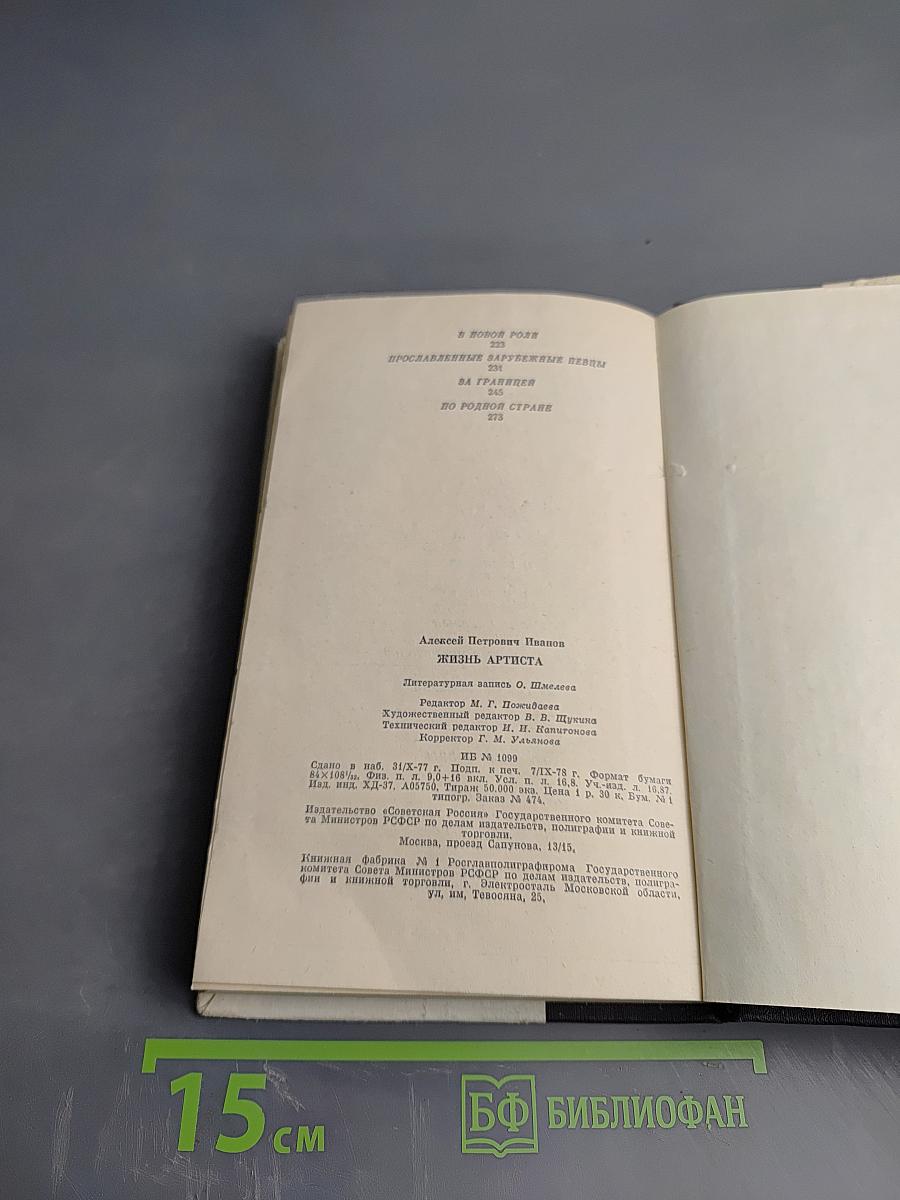 В НОВОЙ РОЛИ
223
ПРОСЛАВЛЕННЫЕ ЗАРУБЕЖНЫЕ ПЕВЦЫ
231
ЗА ГРАНИЦЕЙ
245
ПО РОДНОЙ СТРАНЕ
273
Алексей Петрович Иванов
ЖИЗНЬ АРТИСТА
Литературная запись О. Шмелева
Редактор М. Г. Пожидаева
Художественный редактор В. В. Щукина
Технический редактор И. И. Капитонова
Корректор Г. М. Ульянова
ИБ № 1099
Сдано в наб. 31/X-77 г. Подп. к печ. 7/IX-78 г. Формат бумаги
84×108¹/₃₂. Физ. п. л. 9,0+16 вкл. Усл. п. л. 16,8. Уч.-изд. л. 16,87.
Изд. инд. ХД-37. А05750. Тираж 50.000 экз. Цена 1 р. 30 к. Бум. № 1
типогр. Заказ № 474.
Издательство «Советская Россия» Государственного комитета Сове-
та Министров РСФСР по делам издательств, полиграфии и книжной
торговли.
Москва, проезд Сапунова, 13/15.
Книжная фабрика № 1 Росглавполиграфпрома Государственного
комитета Совета Министров РСФСР по делам издательств, полигра-
фии и книжной торговли, г. Электросталь Московской области,
ул. им. Тевосяна, 25.
15 см
БФ БИБЛИОФАН